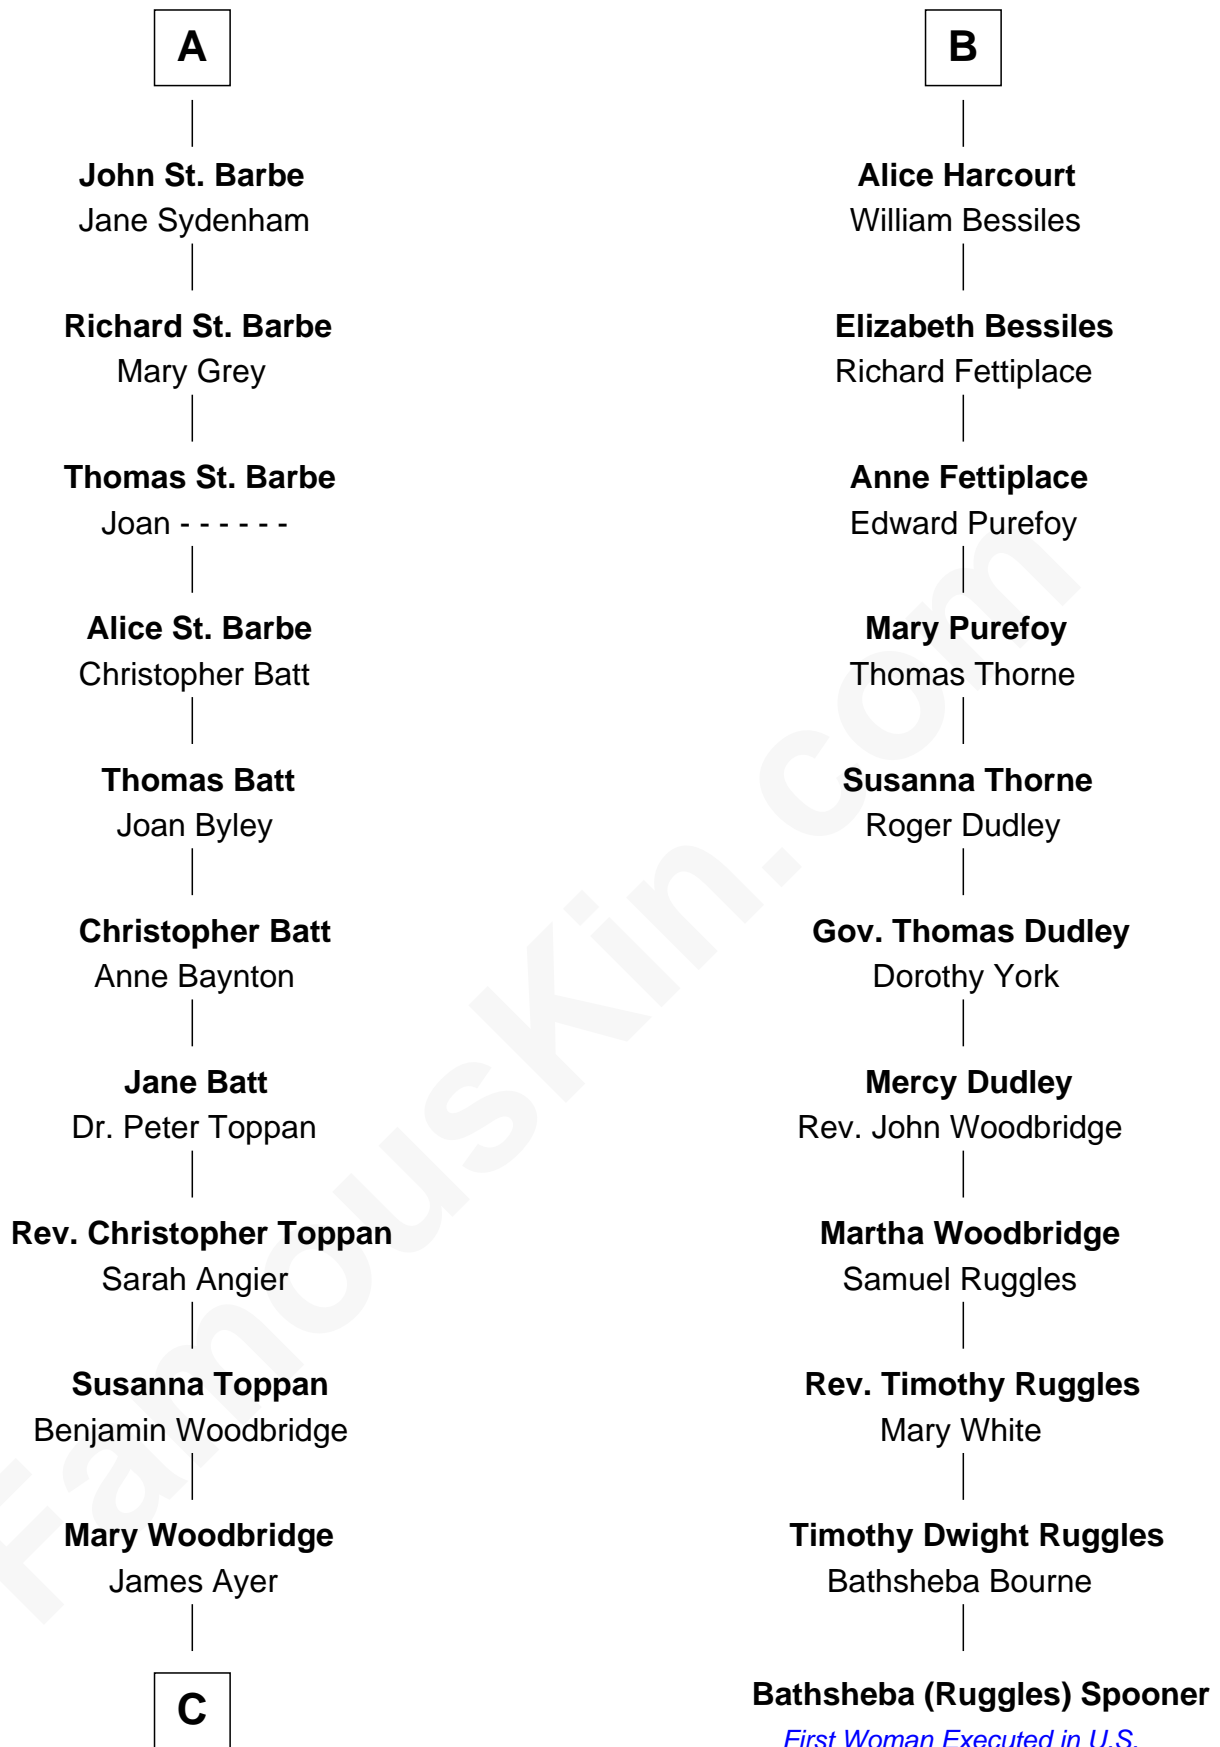 A
John St. Barbe
Jane Sydenham
Richard St. Barbe
Mary Grey
Thomas St. Barbe
Joan - - - - - -
Alice St. Barbe
Christopher Batt
Thomas Batt
Joan Byley
Christopher Batt
Anne Baynton
Jane Batt
Dr. Peter Toppan
Rev. Christopher Toppan
Sarah Angier
Susanna Toppan
Benjamin Woodbridge
Mary Woodbridge
James Ayer
C
B
Alice Harcourt
William Bessiles
Elizabeth Bessiles
Richard Fettiplace
Anne Fettiplace
Edward Purefoy
Mary Purefoy
Thomas Thorne
Susanna Thorne
Roger Dudley
Gov. Thomas Dudley
Dorothy York
Mercy Dudley
Rev. John Woodbridge
Martha Woodbridge
Samuel Ruggles
Rev. Timothy Ruggles
Mary White
Timothy Dwight Ruggles
Bathsheba Bourne
Bathsheba (Ruggles) Spooner
First Woman Executed in U.S.
FamousKin.com